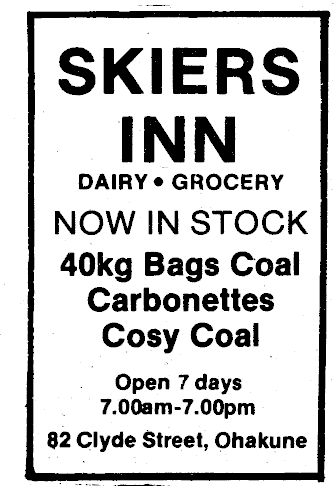 SKIERS
INN
DAIRY • GROCERY
NOW IN STOCK
40kg Bags Coal
Carbonettes
Cosy Coal
Open 7 days
7.00am-7.00pm
82 Clyde Street, Ohakune